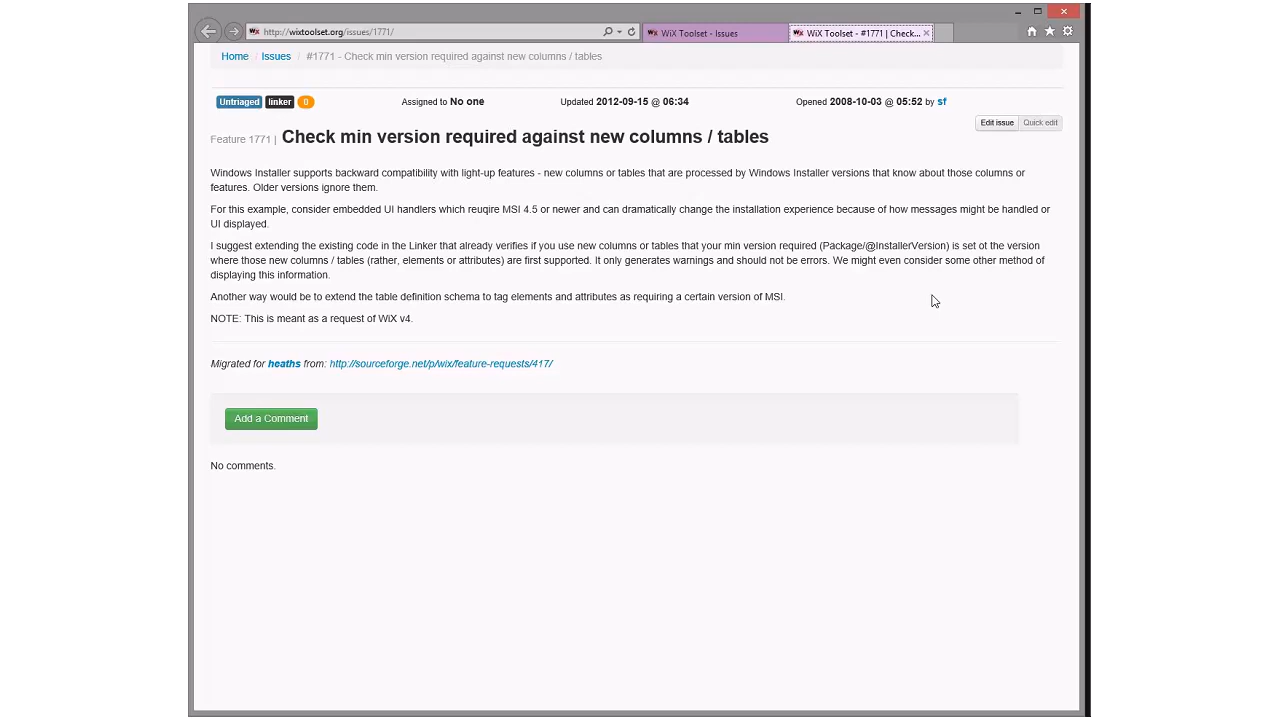 http://wixtoolset.org/issues/1771/
WiX Toolset - Issues
WiX Toolset - #1771 | Check...
Home / Issues / #1771 - Check min version required against new columns / tables
Untriaged linker 0 Assigned to No one Updated 2012-09-15 @ 06:34 Opened 2008-10-03 @ 05:52 by sf
Edit issue Quick edit
Feature 1771 | Check min version required against new columns / tables
Windows Installer supports backward compatibility with light-up features - new columns or tables that are processed by Windows Installer versions that know about those columns or
features. Older versions ignore them.
For this example, consider embedded UI handlers which reuqire MSI 4.5 or newer and can dramatically change the installation experience because of how messages might be handled or
UI displayed.
I suggest extending the existing code in the Linker that already verifies if you use new columns or tables that your min version required (Package/@InstallerVersion) is set ot the version
where those new columns / tables (rather, elements or attributes) are first supported. It only generates warnings and should not be errors. We might even consider some other method of
displaying this information.
Another way would be to extend the table definition schema to tag elements and attributes as requiring a certain version of MSI.
NOTE: This is meant as a request of WiX v4.
Migrated for heaths from: http://sourceforge.net/p/wix/feature-requests/417/
Add a Comment
No comments.